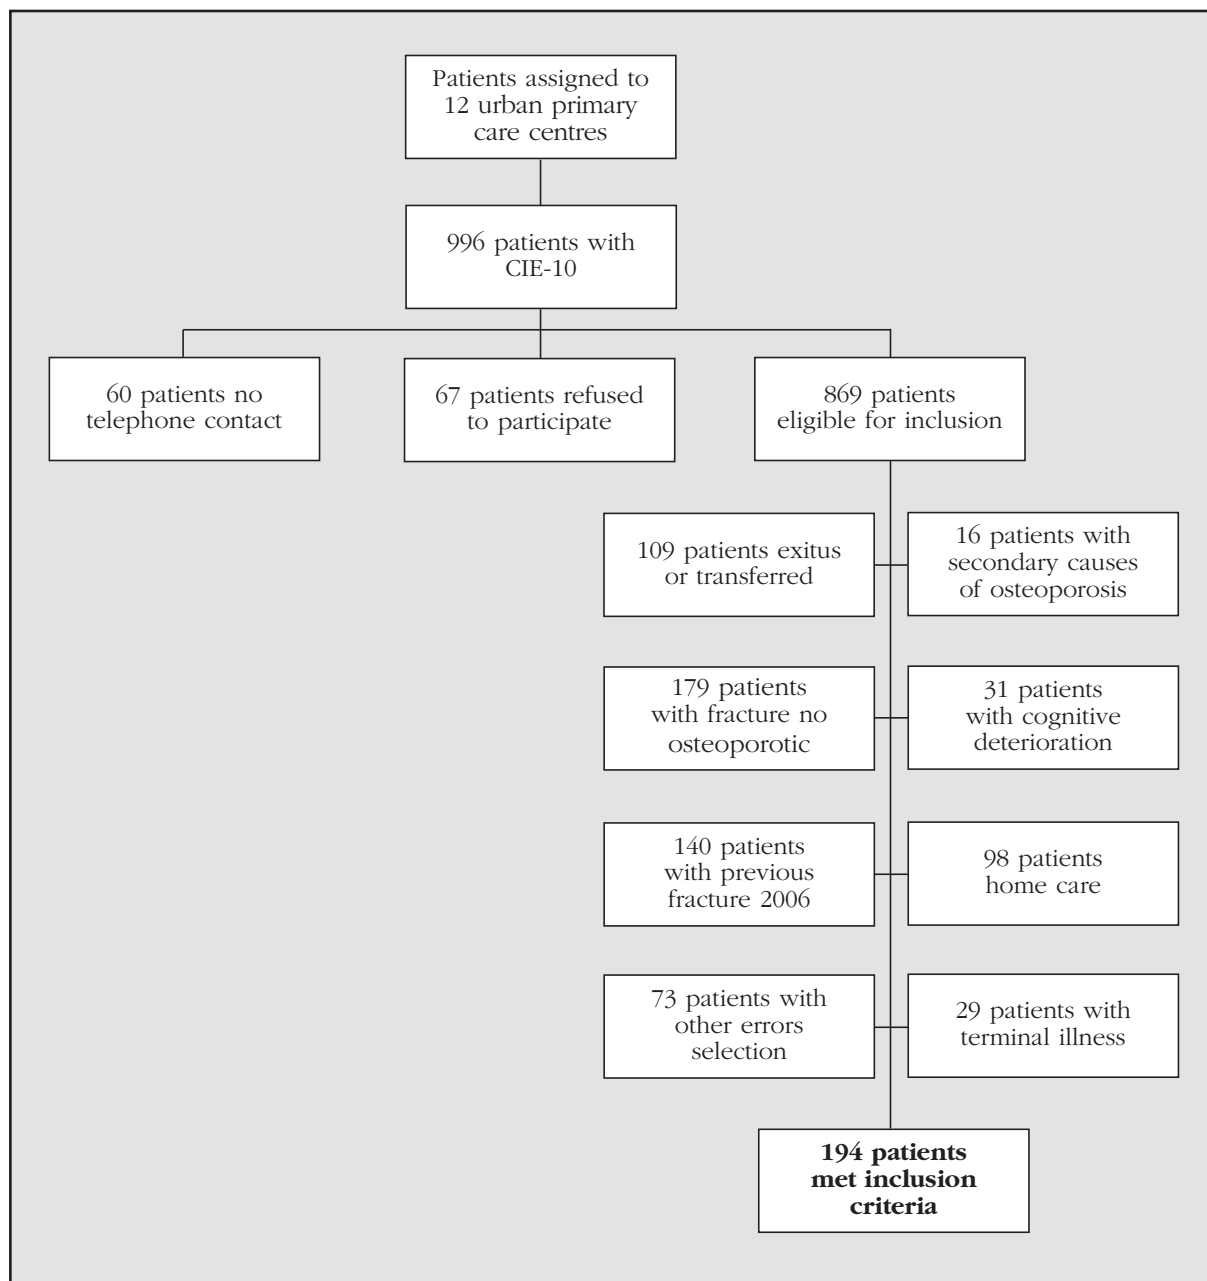 Patients assigned to
12 urban primary
care centres
996 patients with
CIE-10
60 patients no
telephone contact
67 patients refused
to participate
869 patients
eligible for inclusion
109 patients exitus
or transferred
16 patients with
secondary causes
of osteoporosis
179 patients
with fracture no
osteoporotic
31 patients
with cognitive
deterioration
140 patients
with previous
fracture 2006
98 patients
home care
73 patients with
other errors
selection
29 patients with
terminal illness
194 patients
met inclusion
criteria